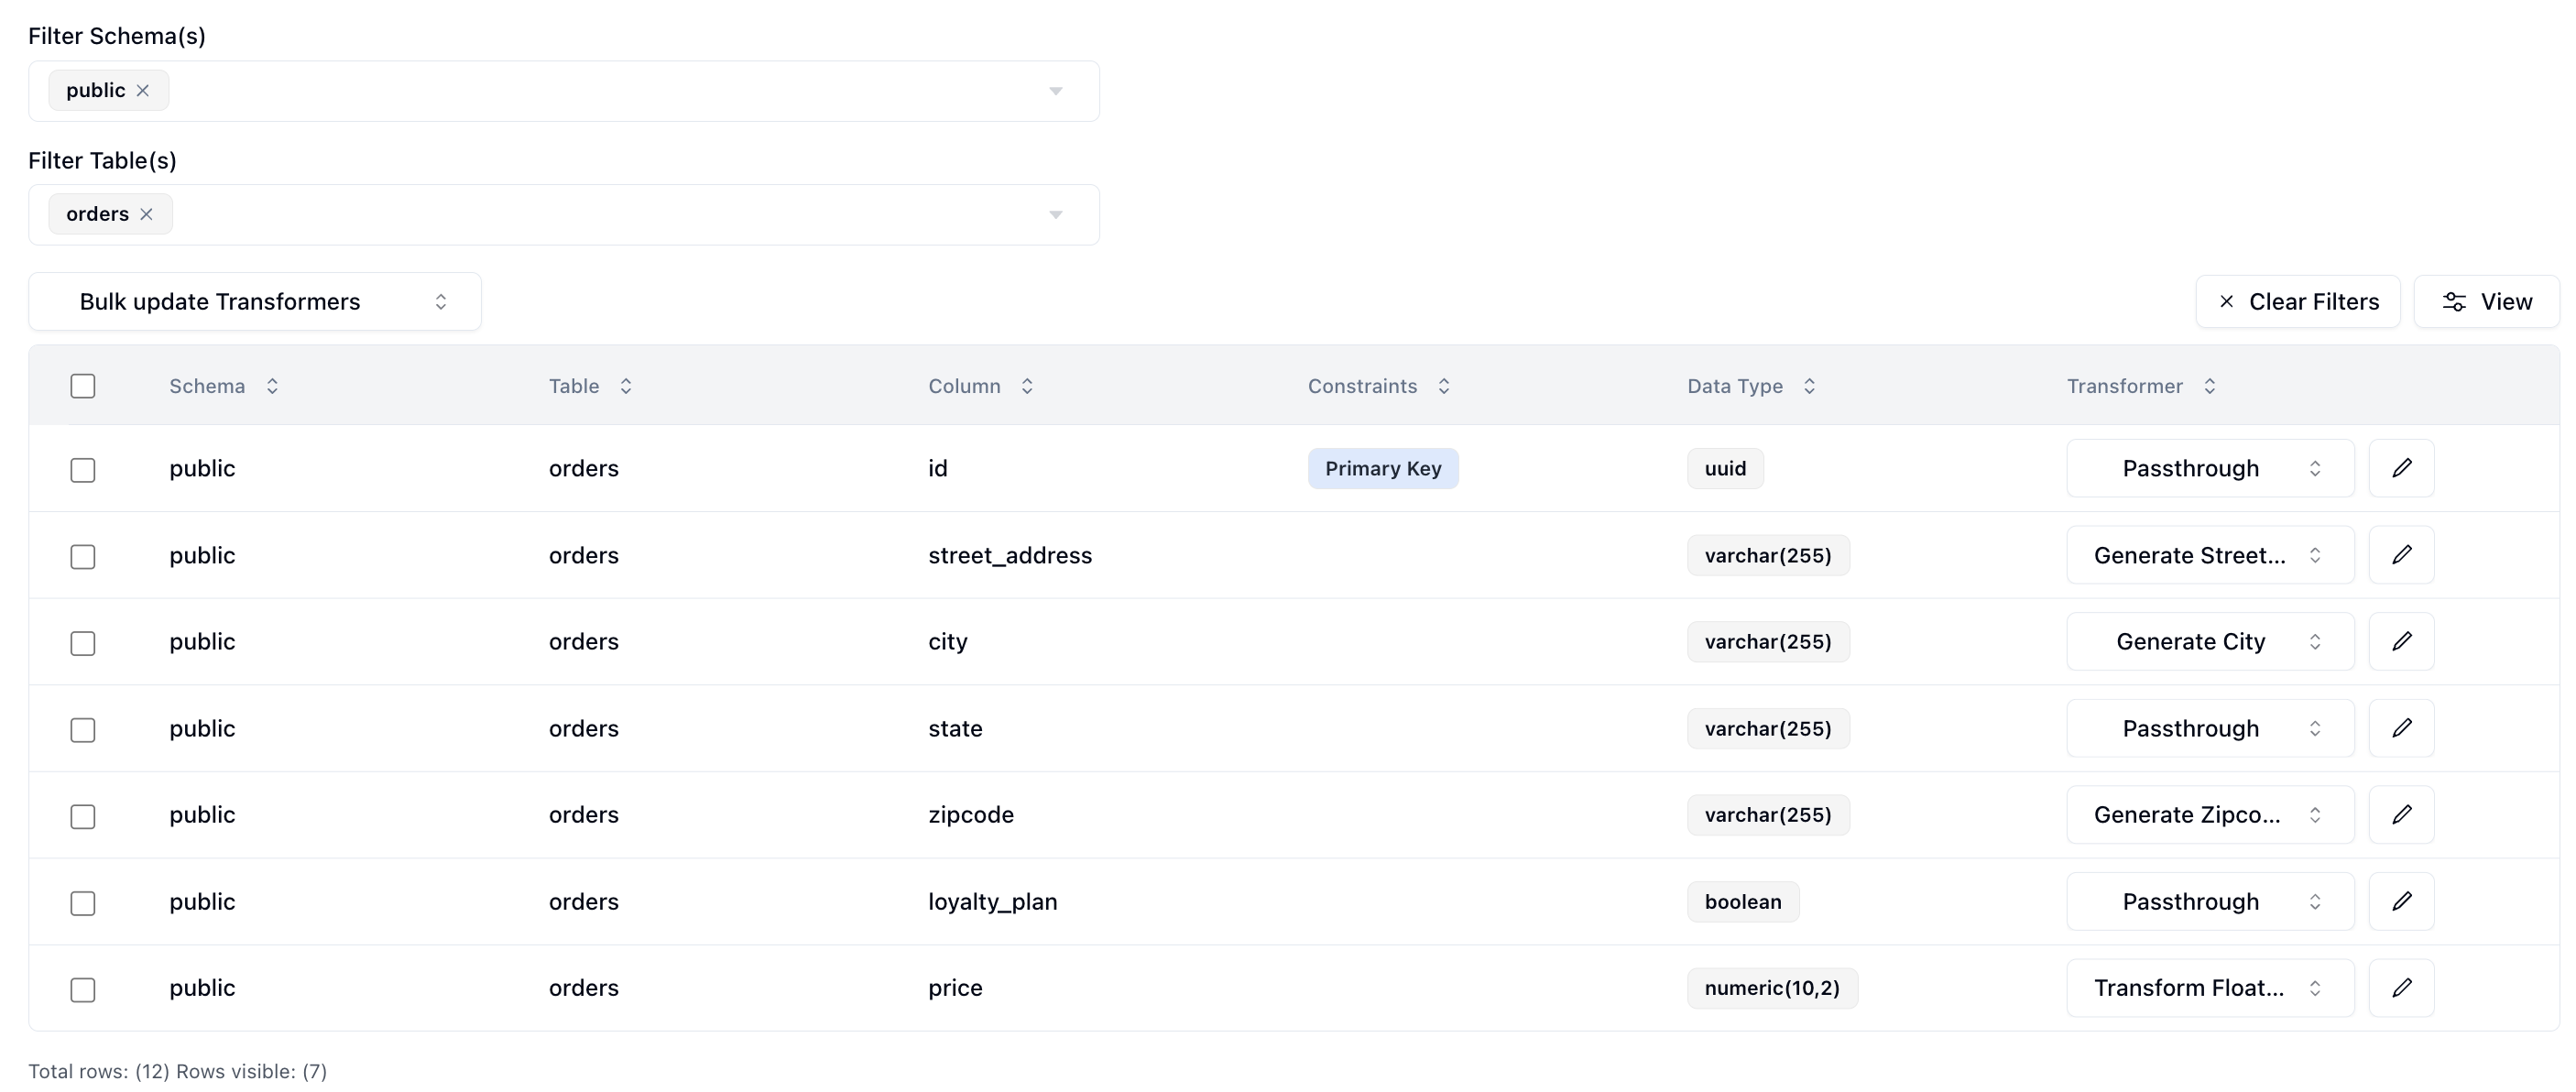 Filter Schema(s)
public
Filter Table(s)
orders
Bulk update Transformers
Clear Filters
View
Schema Table Column Constraints Data Type Transformer
public orders id Primary Key uuid Passthrough
public orders street_address varchar(255) Generate Street...
public orders city varchar(255) Generate City
public orders state varchar(255) Passthrough
public orders zipcode varchar(255) Generate Zipco...
public orders loyalty_plan boolean Passthrough
public orders price numeric(10,2) Transform Float...
Total rows: (12) Rows visible: (7)